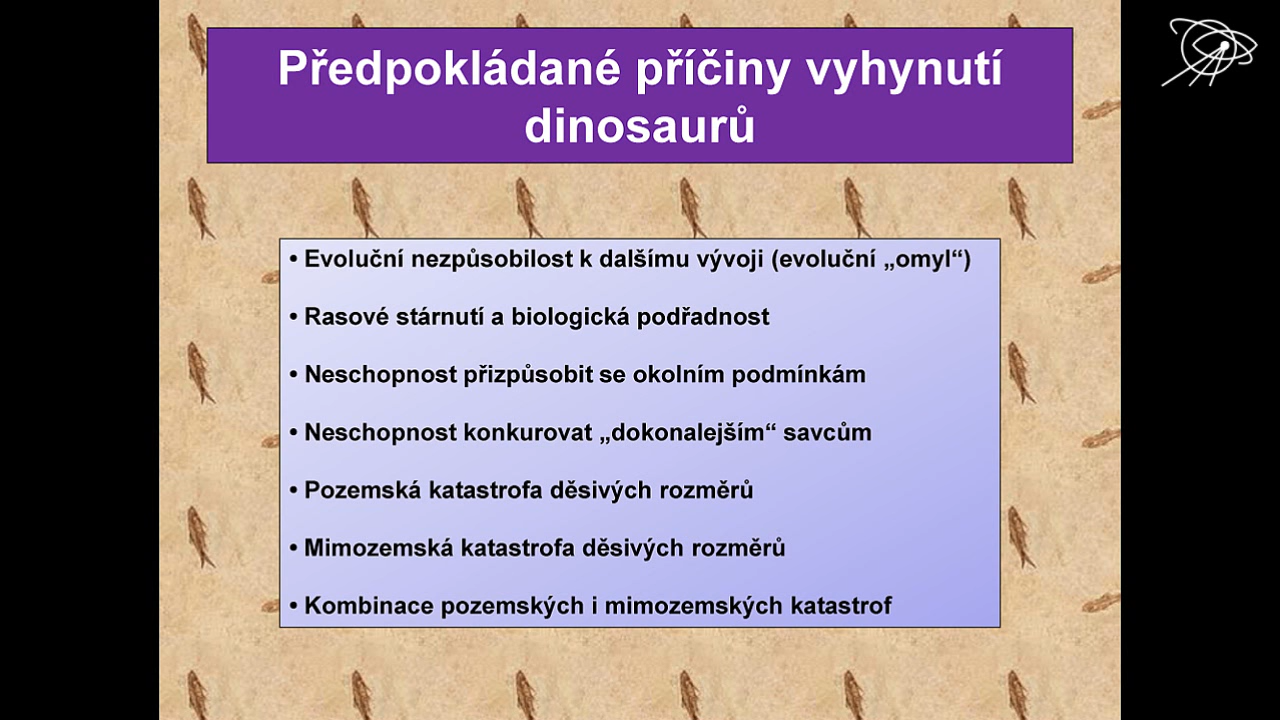 Předpokládané příčiny vyhynutí
dinosaurů
• Evoluční nezpůsobilost k dalšímu vývoji (evoluční „omyl“)
• Rasové stárnutí a biologická podřadnost
• Neschopnost přizpůsobit se okolním podmínkám
• Neschopnost konkurovat „dokonalejším“ savcům
• Pozemská katastrofa děsivých rozměrů
• Mimozemská katastrofa děsivých rozměrů
• Kombinace pozemských i mimozemských katastrof